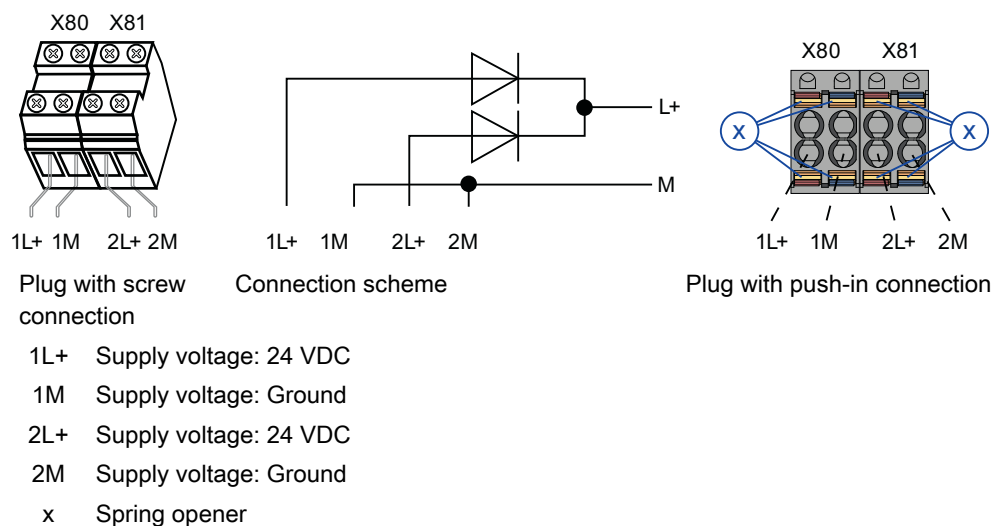 X80 X81
1L+ 1M 2L+ 2M
Plug with screw
connection
L+
M
1L+ 1M 2L+ 2M
Connection scheme
X80 X81
x x
1L+ 1M 2L+ 2M
Plug with push-in connection
1L+ Supply voltage: 24 VDC
1M Supply voltage: Ground
2L+ Supply voltage: 24 VDC
2M Supply voltage: Ground
x Spring opener